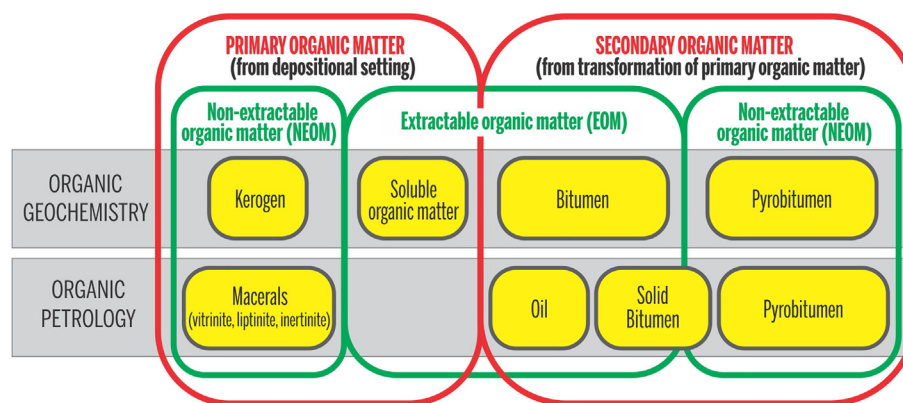 PRIMARY ORGANIC MATTER
(from depositional setting)
SECONDARY ORGANIC MATTER
(from transformation of primary organic matter)
Non-extractable
organic matter (NEOM)
Extractable organic matter (EOM)
Non-extractable
organic matter (NEOM)
ORGANIC
GEOCHEMISTRY
Kerogen
Soluble
organic matter
Bitumen
Pyrobitumen
ORGANIC
PETROLOGY
Macerals
(vitrinite, liptinite, inertinite)
Oil
Solid
Bitumen
Pyrobitumen